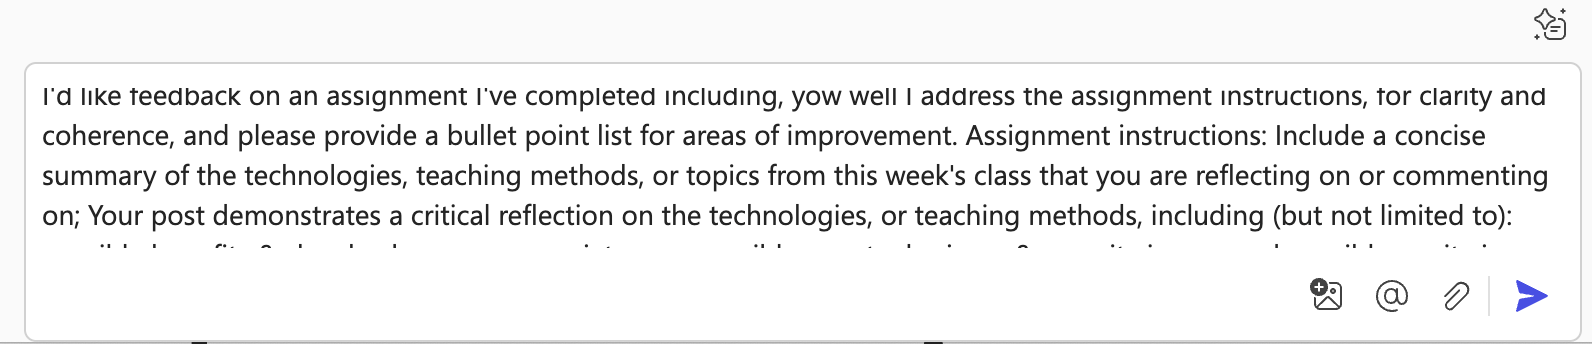 I'd like feedback on an assignment I've completed including, yow well I address the assignment instructions, for clarity and
coherence, and please provide a bullet point list for areas of improvement. Assignment instructions: Include a concise
summary of the technologies, teaching methods, or topics from this week's class that you are reflecting on or commenting
on; Your post demonstrates a critical reflection on the technologies, or teaching methods, including (but not limited to):